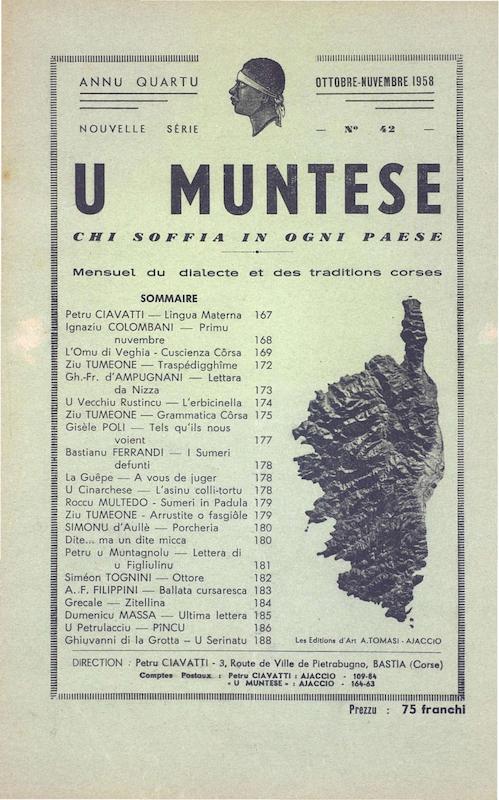 ANNU QUARTU
OTTOBRE-NUVEMBRE 1958
NOUVELLE SÉRIE
— Nº 42 —
U MUNTESE
CHI SOFFIA IN OGNI PAESE
Mensuel du dialecte et des traditions corses
SOMMAIRE
Petru CIAVATTI — Lingua Materna 167
Ignaziu COLOMBANI — Primu
nuvembre 168
L'Omu di Veghia - Cuscienza Côrsa 169
Ziu TUMEONE — Traspédigghîme 172
Gh.-Fr. d'AMPUGNANI — Lettara
da Nizza 173
U Vecchiu Rustincu — L'erbicinella 174
Ziu TUMEONE — Grammatica Côrsa 175
Gisèle POLI — Tels qu'ils nous
voient 177
Bastianu FERRANDI — I Sumeri
defunti 178
La Guêpe — A vous de juger 178
U Cinarchese — L'asinu colli-tortu 178
Roccu MULTEDO - Sumeri in Padula 179
Ziu TUMEONE - Arrustite o fasgiôle 179
SIMONU d'Aullè — Porcheria 180
Dite... ma un dite micca 180
Petru u Muntagnolu — Lettera di
u Figliulinu 181
Siméon TOGNINI — Ottore 182
A..F. FILIPPINI — Ballata cursaresca 183
Grecale — Zitellina 184
Dumenicu MASSA — Ultima lettera 185
U Petrulacciu — PINCU 186
Ghiuvanni di la Grotta — U Serinatu 188
Les Editions d'Art A.TOMASI - AJACCIO
DIRECTION : Petru CIAVATTI - 3, Route de Ville de Pietrabugno, BASTIA (Corse)
Comptes Postaux : Petru CIAVATTI : AJACCIO - 109-84
« U MUNTESE » : AJACCIO - 164-63
Prezzu : 75 franchi